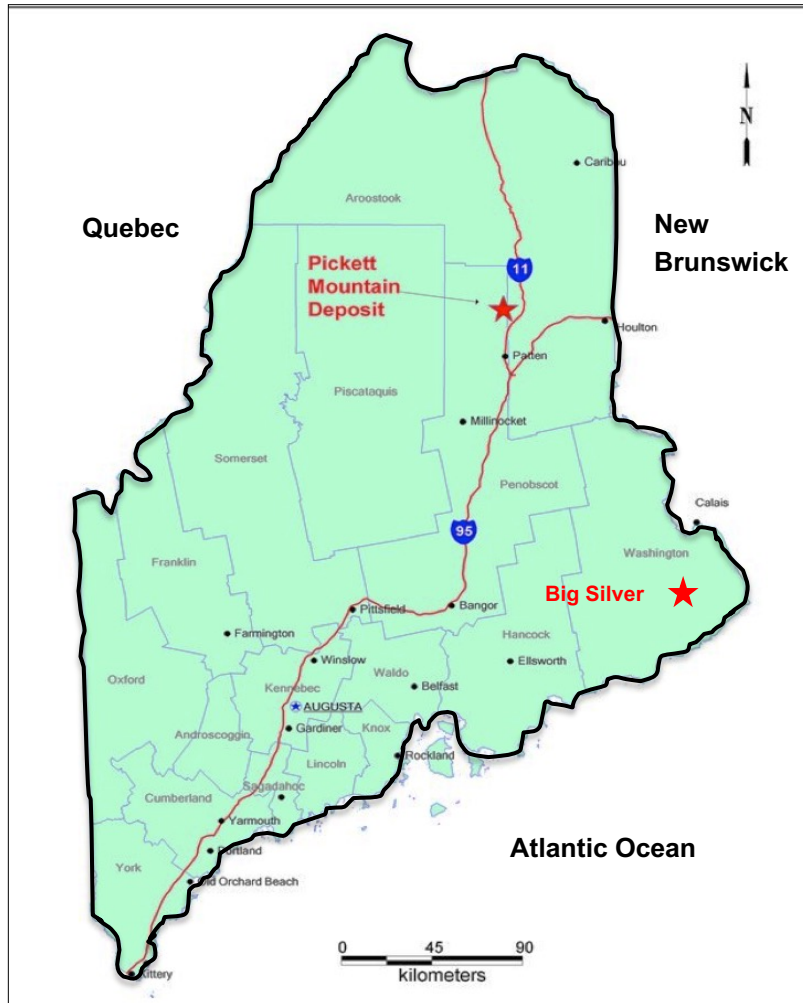 N
Caribou
Aroostook
Quebec
New
Brunswick
Pickett
Mountain
Deposit
11
Houlton
Patten
Piscataquis
Millinocket
Somerset
Penobscot
Calais
95
Washington
Franklin
Big Silver
Pittsfield
Bangor
Farmington
Hancock
Winslow
Ellsworth
Waldo
Oxford
Kennebec
Belfast
AUGUSTA
Androscoggio
Gardiner
Knox
Rockland
Lincoln
Sagadahoc
Cumberland
Yarmouth
Portland
Atlantic Ocean
York
Old Orchard Beach
0 45 90
kilometers
Kittery